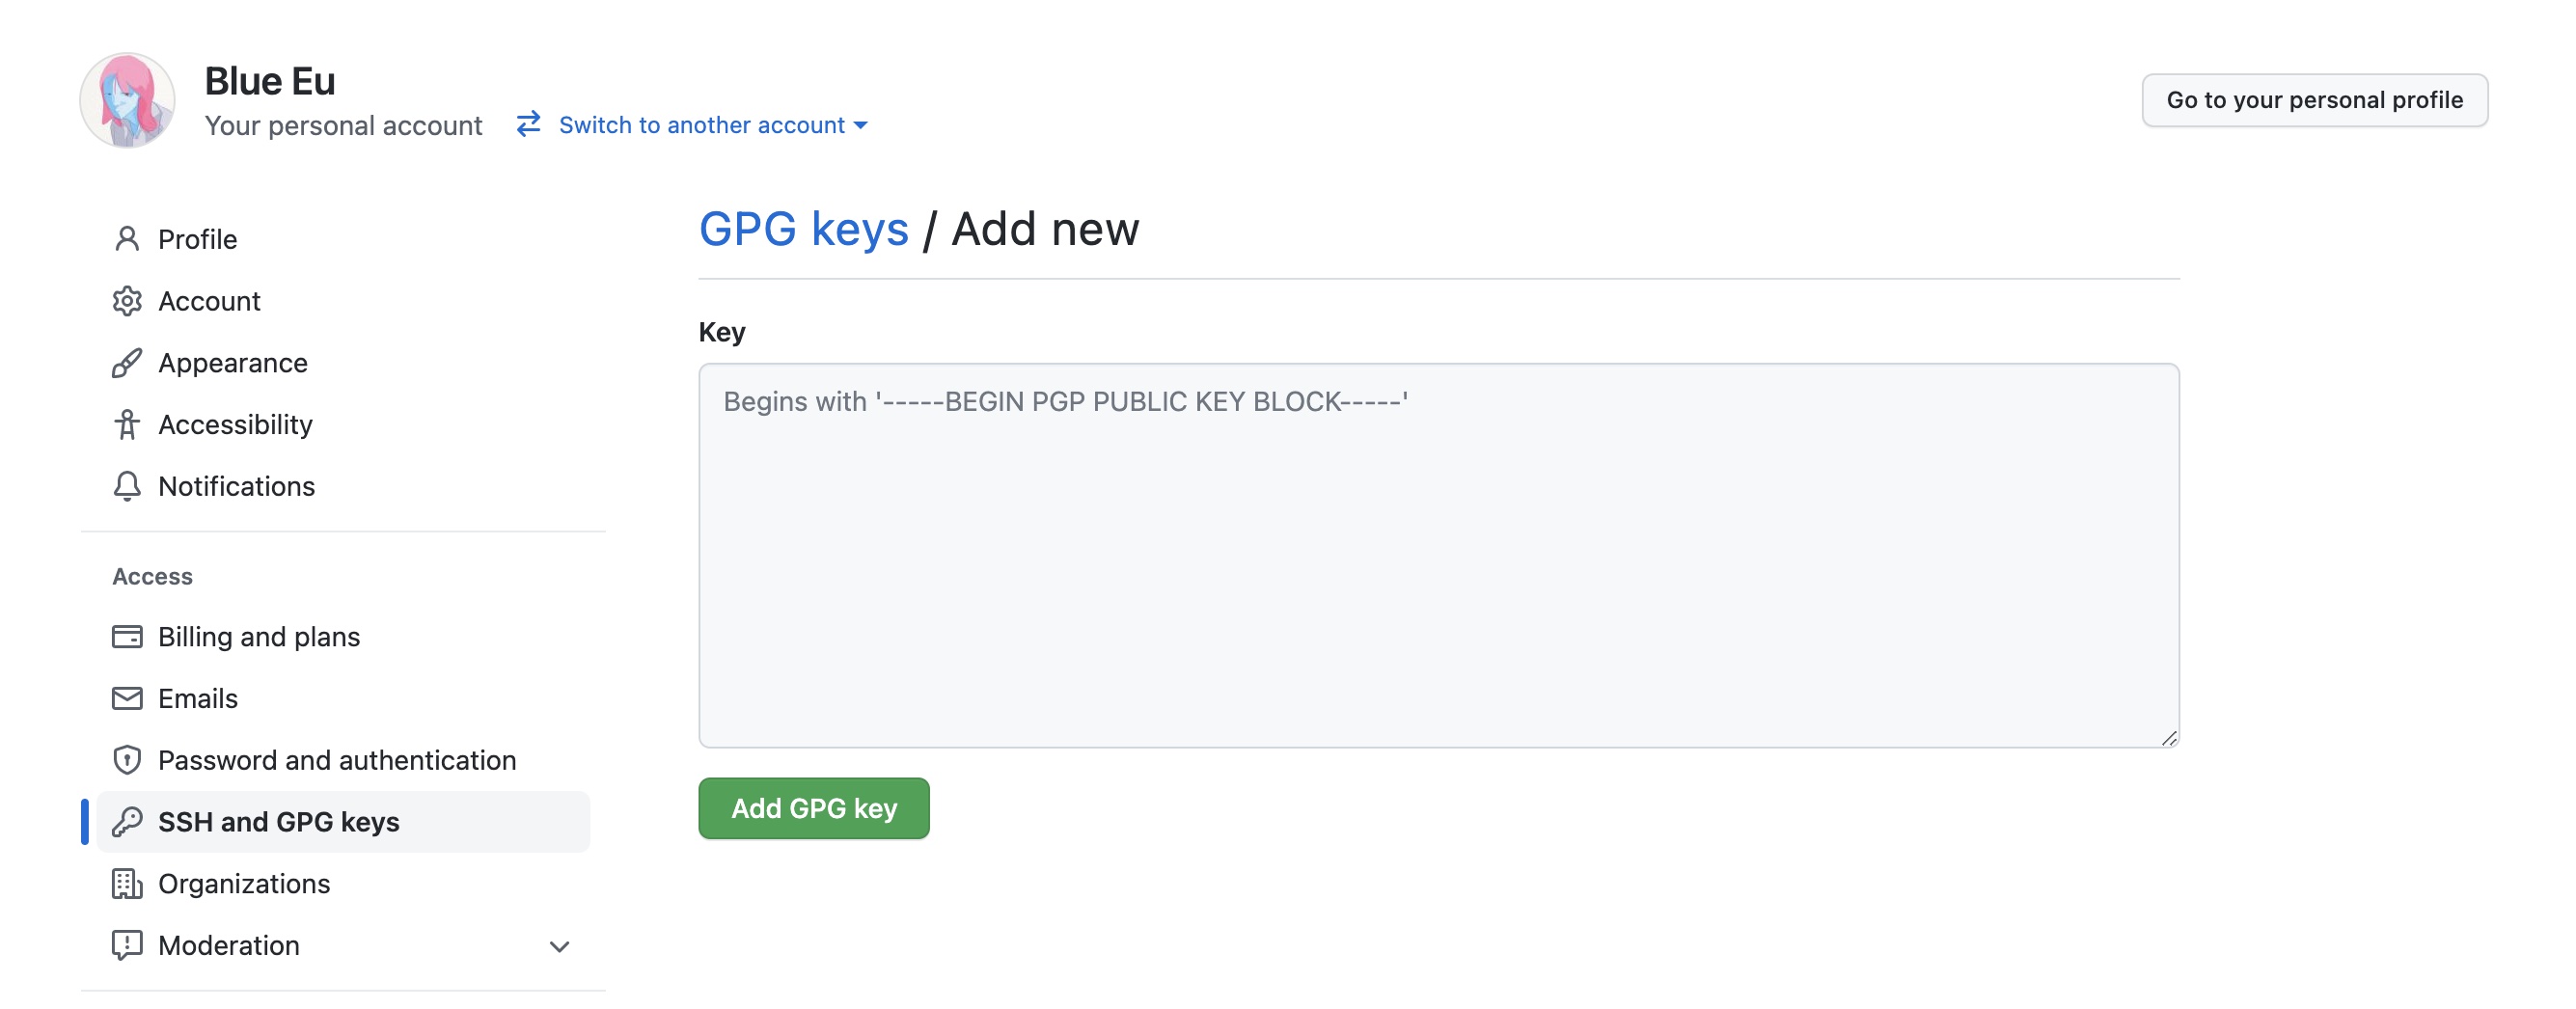 Blue Eu
Your personal account
Switch to another account
Go to your personal profile
Profile
Account
Appearance
Accessibility
Notifications
Access
Billing and plans
Emails
Password and authentication
SSH and GPG keys
Organizations
Moderation
GPG keys / Add new
Key
Begins with '-----BEGIN PGP PUBLIC KEY BLOCK-----'
Add GPG key